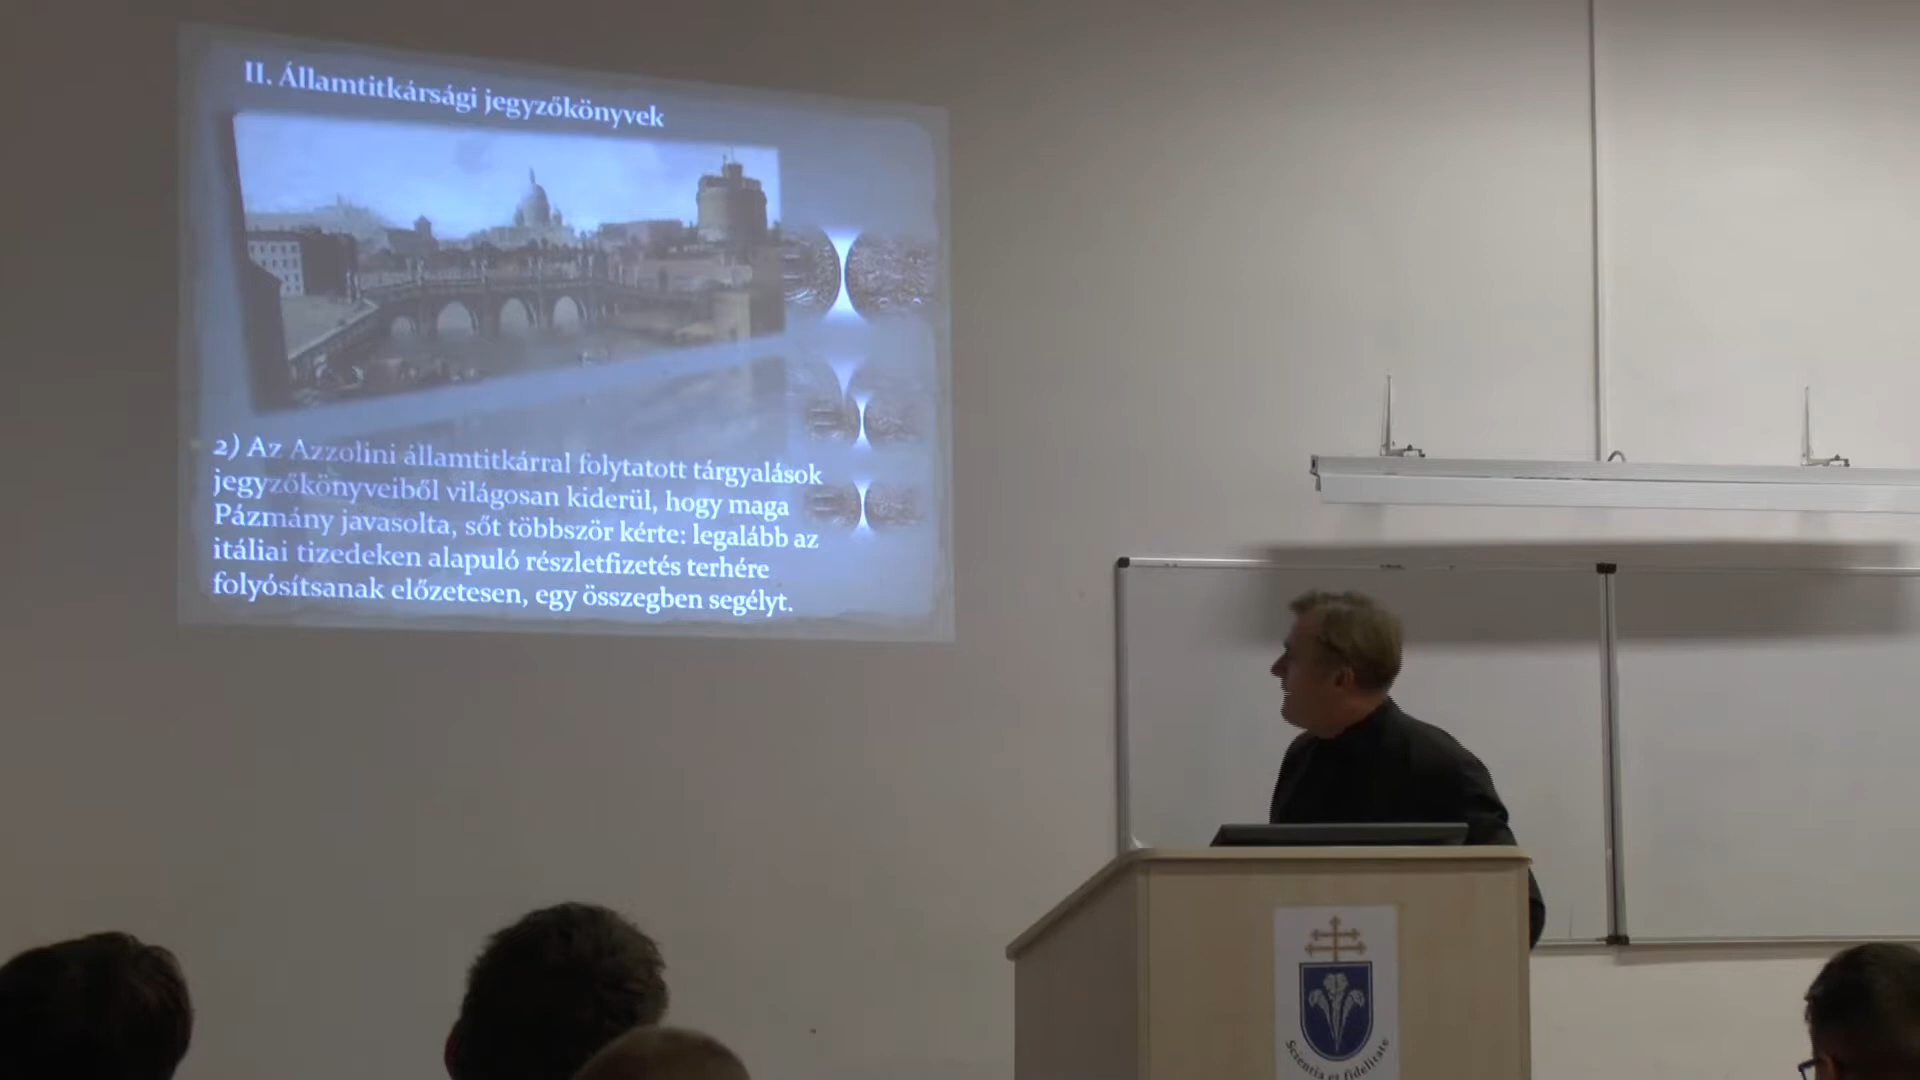 II. Államtitkársági jegyzőkönyvek
2) Az Azzolini államtitkárral folytatott tárgyalások
jegyzőkönyveiből világosan kiderül, hogy maga
Pázmány javasolta, sőt többször kérte: legalább az
itáliai tizedeken alapuló részletfizetés terhére
folyósítsanak előzetesen, egy összegben segélyt.
Scientia et fidelitate